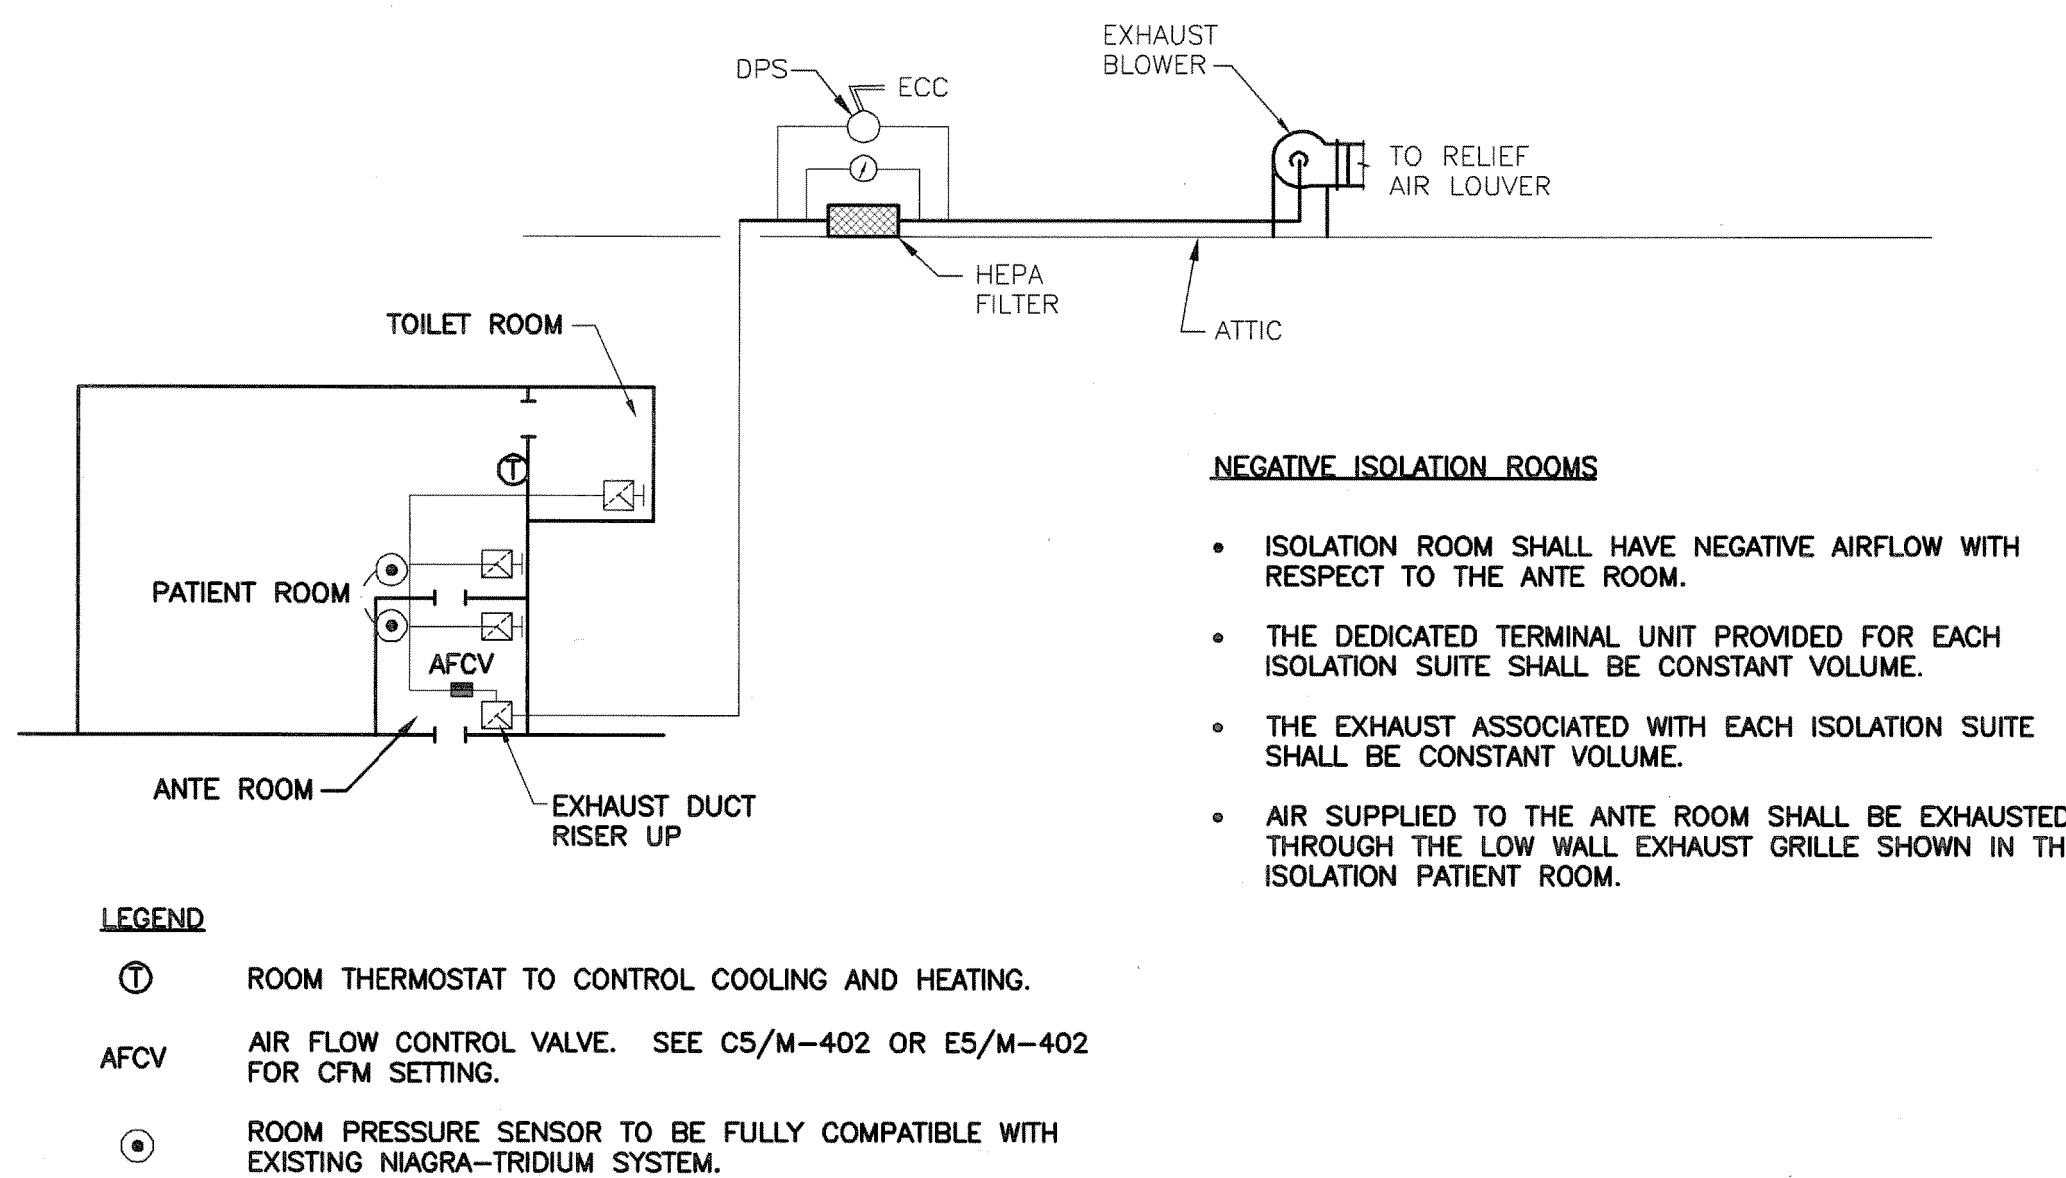 EXHAUST
BLOWER
DPS
ECC
TO RELIEF
AIR LOUVER
HEPA
FILTER
ATTIC
TOILET ROOM
T
PATIENT ROOM
AFCV
ANTE ROOM
EXHAUST DUCT
RISER UP
NEGATIVE ISOLATION ROOMS
• ISOLATION ROOM SHALL HAVE NEGATIVE AIRFLOW WITH
RESPECT TO THE ANTE ROOM.
• THE DEDICATED TERMINAL UNIT PROVIDED FOR EACH
ISOLATION SUITE SHALL BE CONSTANT VOLUME.
• THE EXHAUST ASSOCIATED WITH EACH ISOLATION SUITE
SHALL BE CONSTANT VOLUME.
• AIR SUPPLIED TO THE ANTE ROOM SHALL BE EXHAUSTED
THROUGH THE LOW WALL EXHAUST GRILLE SHOWN IN TH
ISOLATION PATIENT ROOM.
LEGEND
T ROOM THERMOSTAT TO CONTROL COOLING AND HEATING.
AFCV AIR FLOW CONTROL VALVE. SEE C5/M-402 OR E5/M-402
FOR CFM SETTING.
ROOM PRESSURE SENSOR TO BE FULLY COMPATIBLE WITH
EXISTING NIAGRA-TRIDIUM SYSTEM.